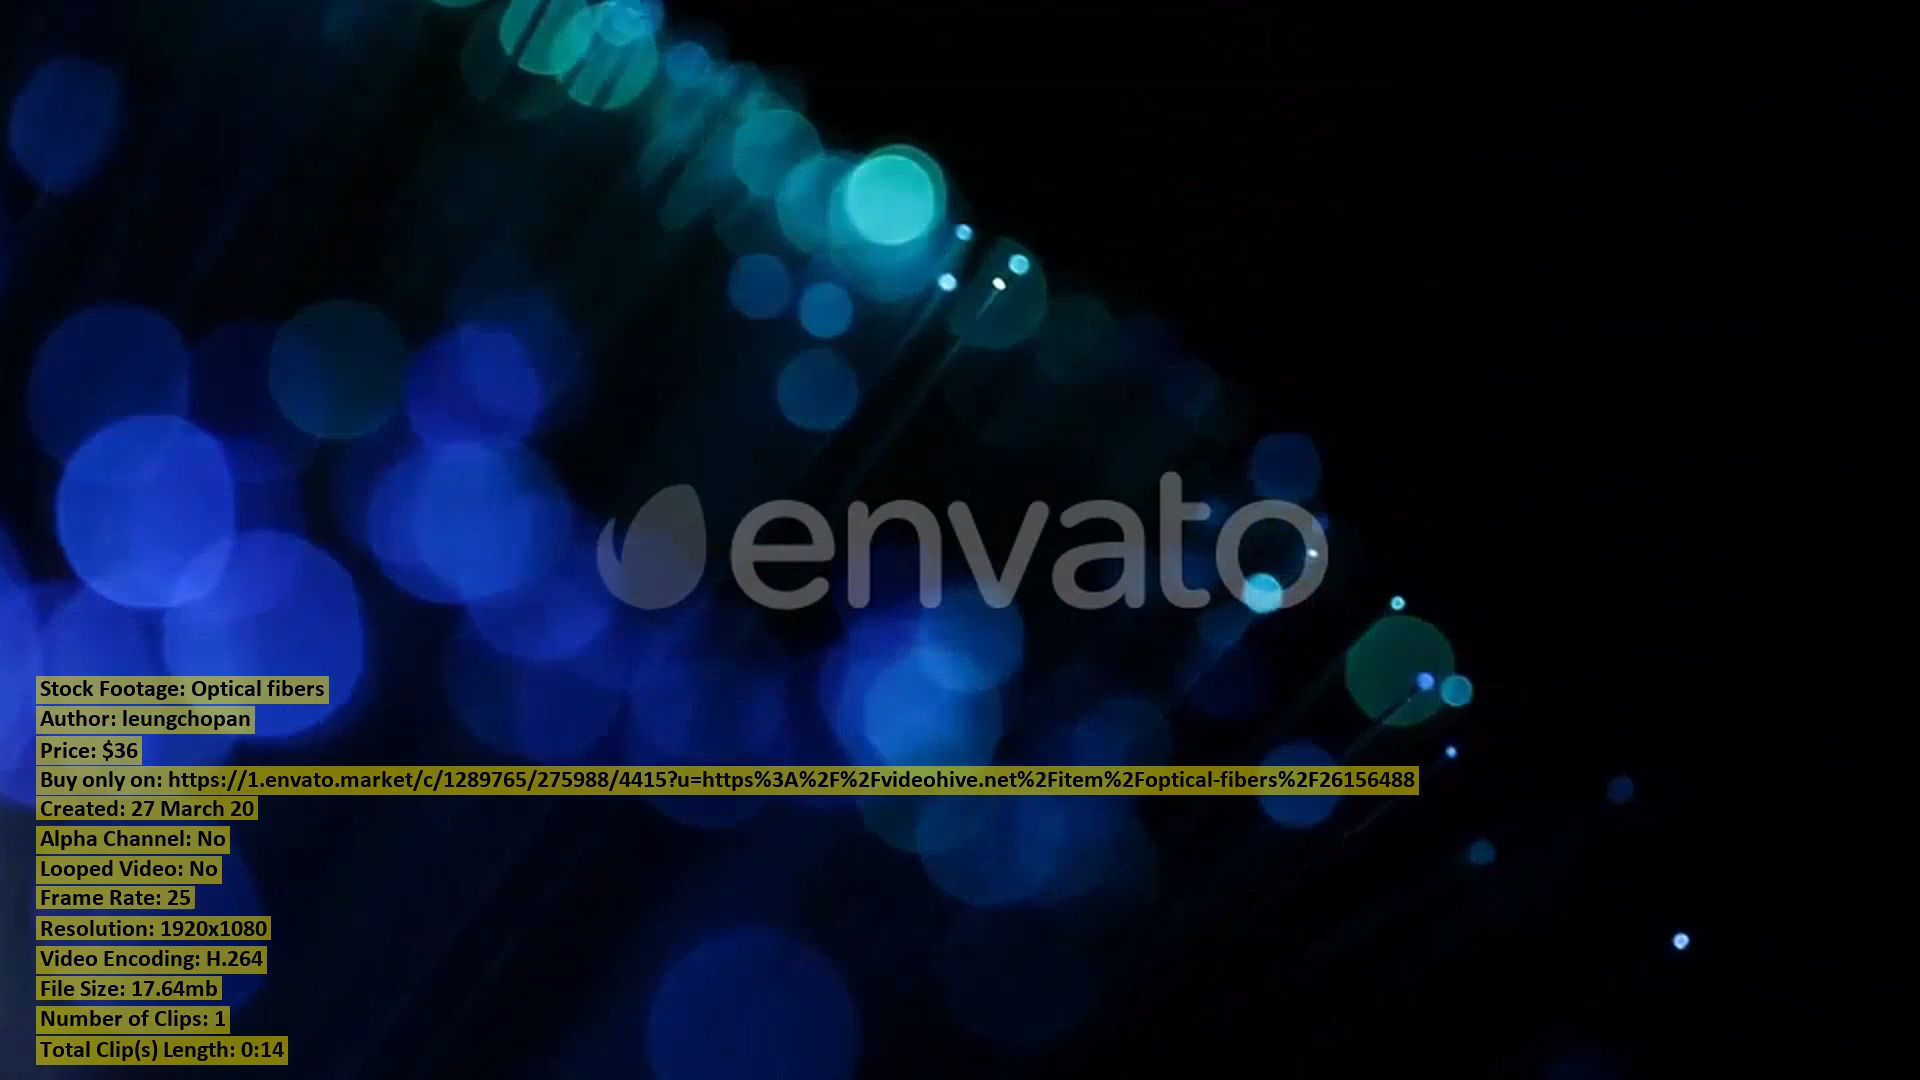 envato
Stock Footage: Optical fibers
Author: leungchopan
Price: $36
Buy only on: https://1.envato.market/c/1289765/275988/4415?u=https%3A%2F%2Fvideohive.net%2Fitem%2Foptical-fibers%2F26156488
Created: 27 March 20
Alpha Channel: No
Looped Video: No
Frame Rate: 25
Resolution: 1920x1080
Video Encoding: H.264
File Size: 17.64mb
Number of Clips: 1
Total Clip(s) Length: 0:14